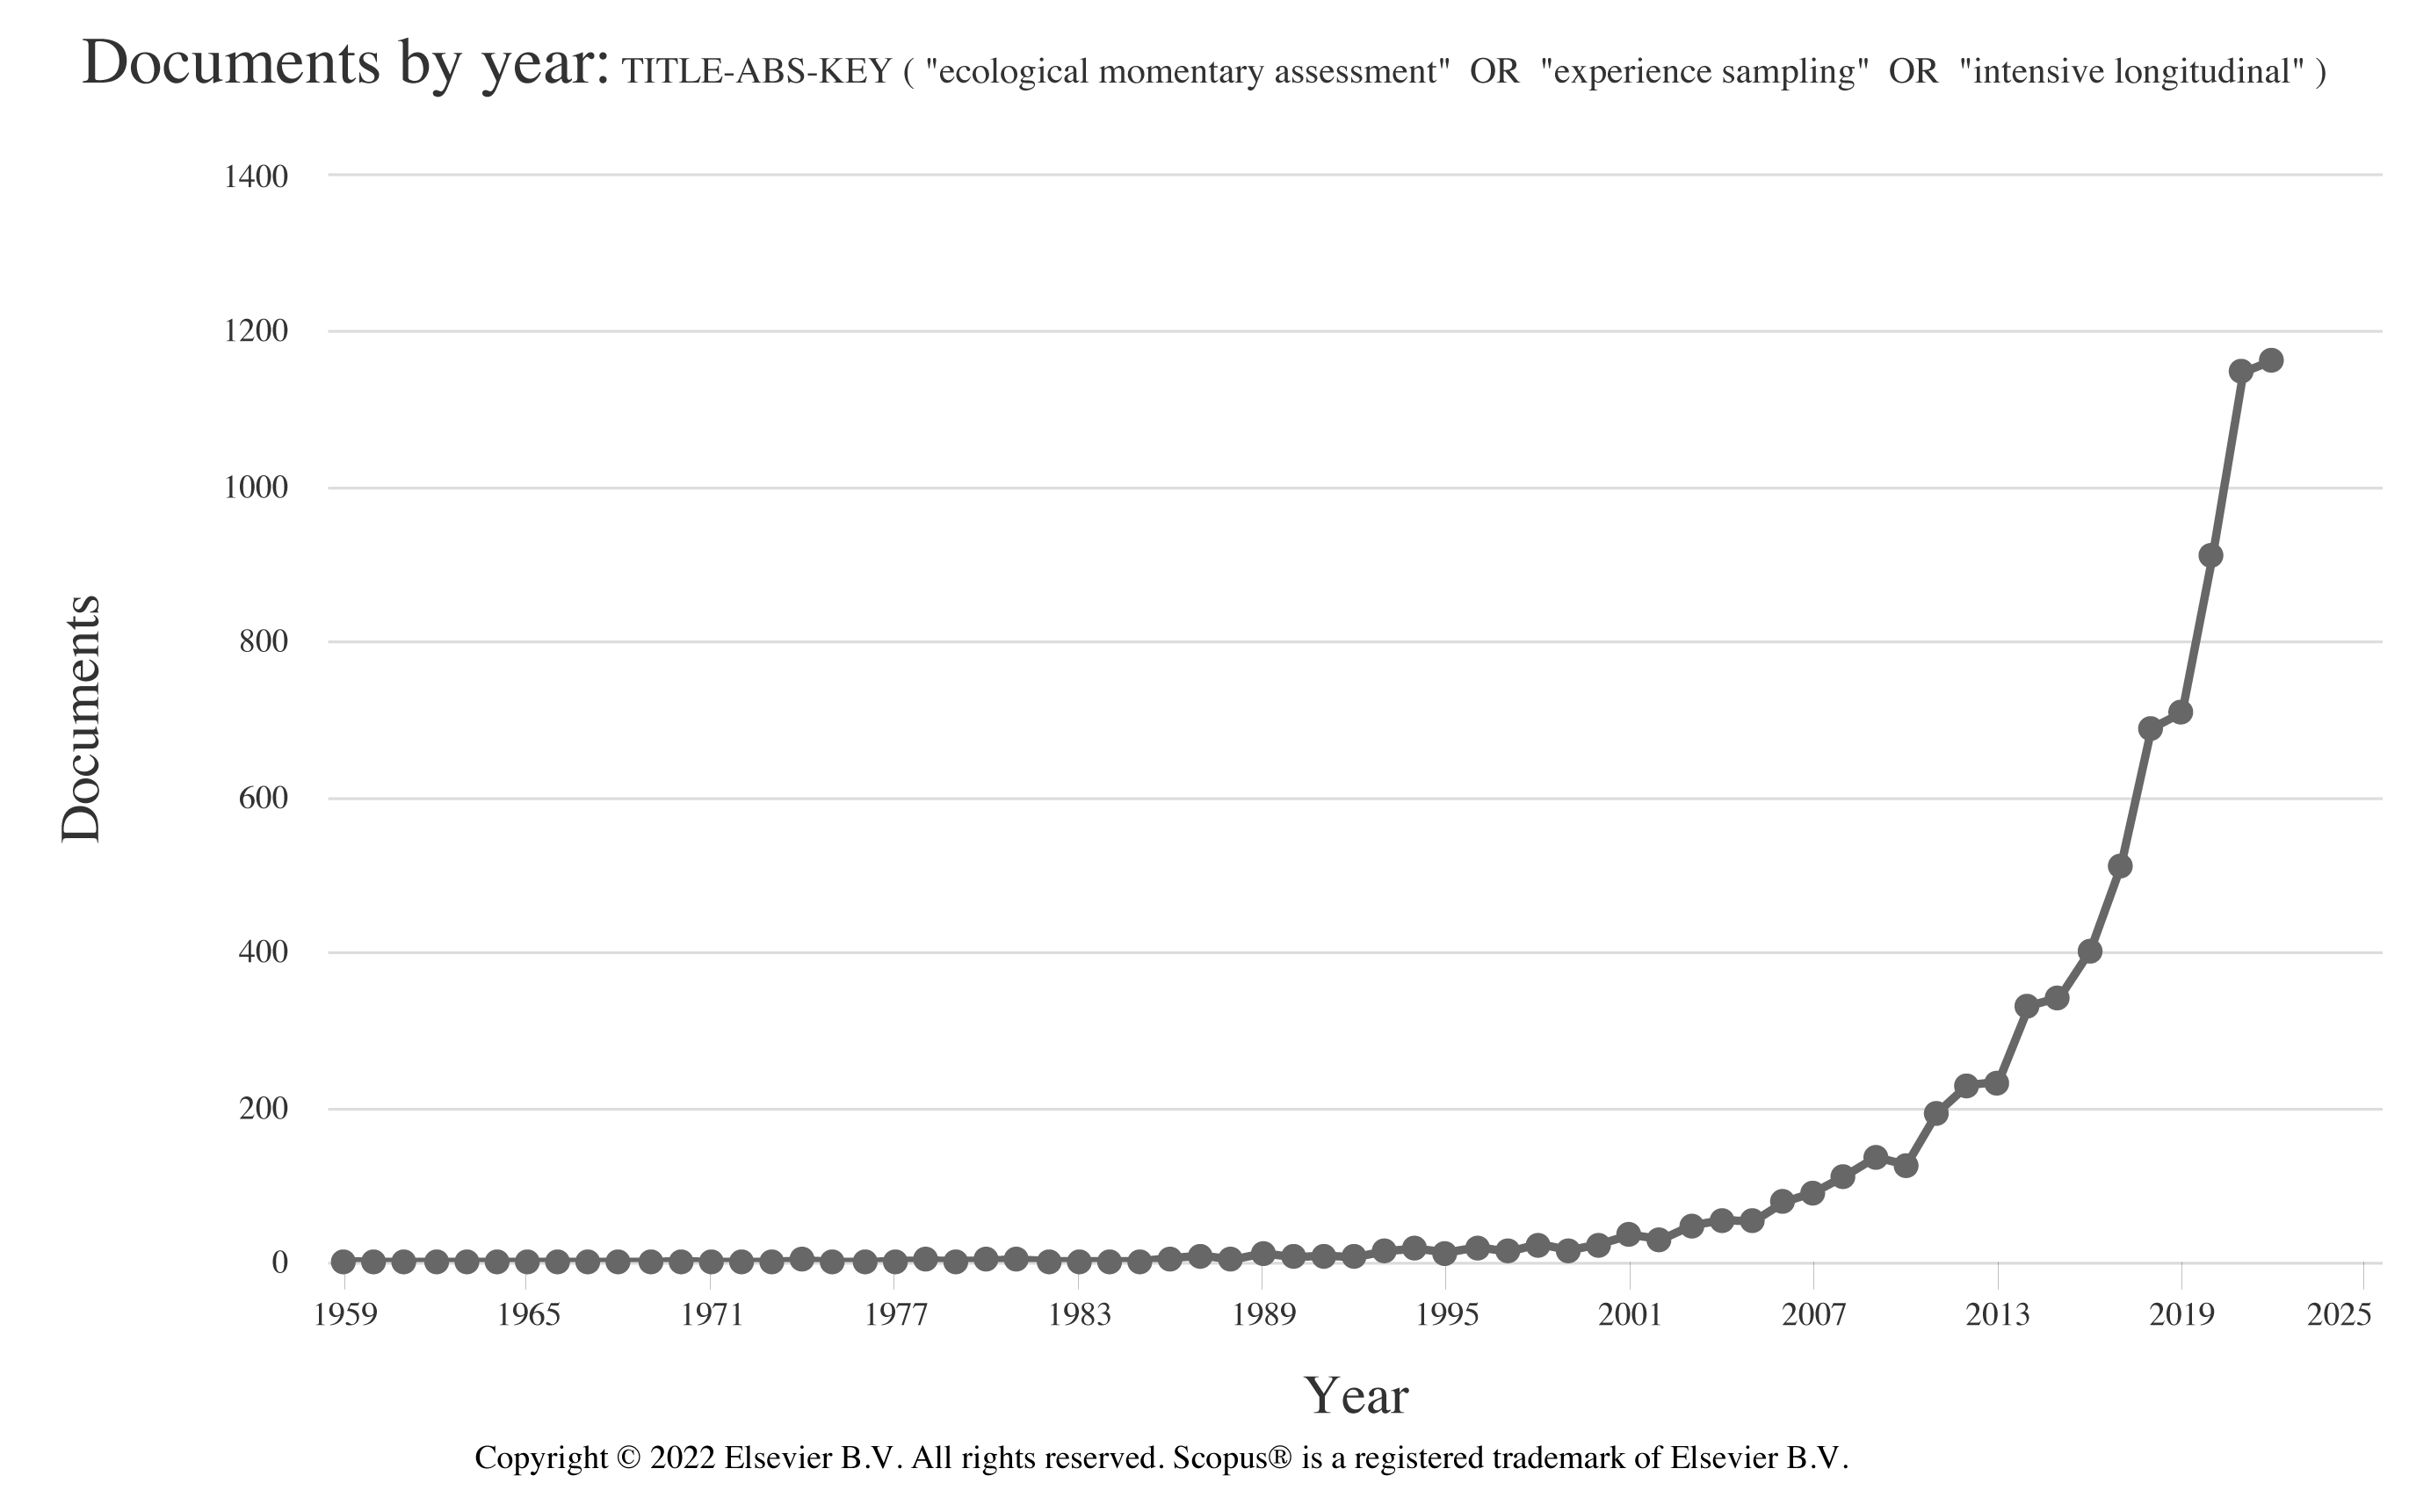 Documents by year: TITLE-ABS-KEY ( "ecological momentary assessment" OR "experience sampling" OR "intensive longitudinal" )
1400
1200
1000
800
600
400
200
0
Documents
1959 1965 1971 1977 1983 1989 1995 2001 2007 2013 2019 2025
Year
Copyright © 2022 Elsevier B.V. All rights reserved. Scopus® is a registered trademark of Elsevier B.V.